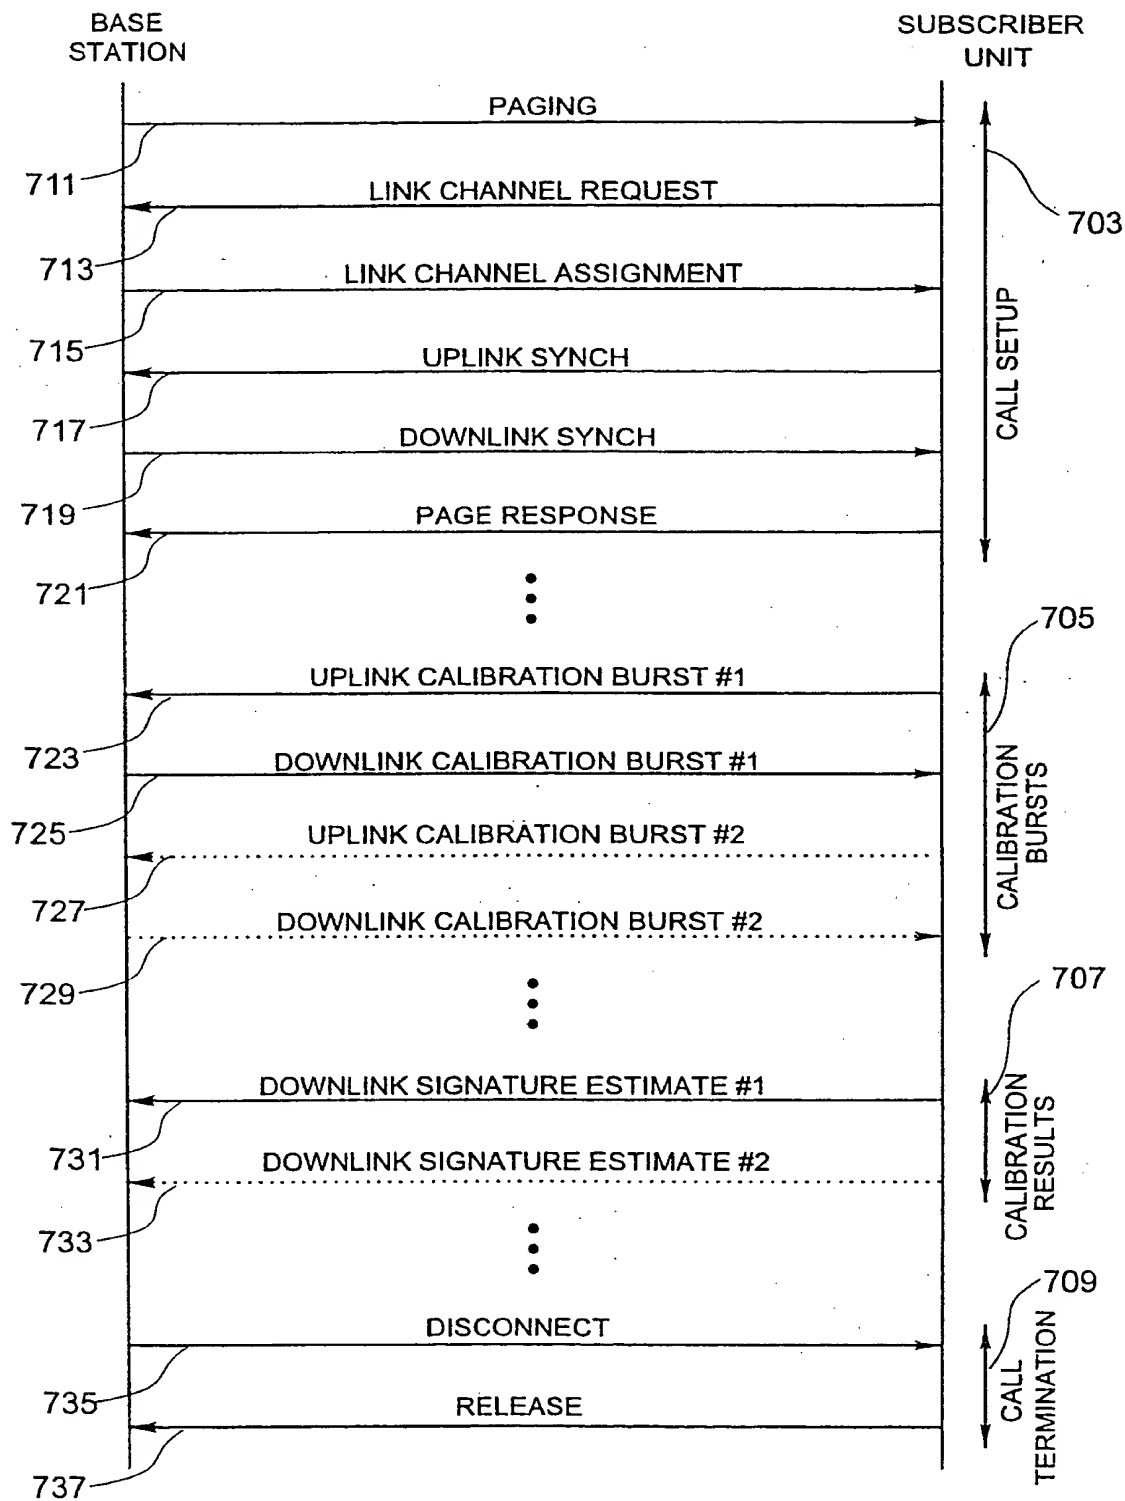 BASE
STATION
SUBSCRIBER
UNIT
PAGING
711
703
LINK CHANNEL REQUEST
713
LINK CHANNEL ASSIGNMENT
715
CALL SETUP
UPLINK SYNCH
717
DOWNLINK SYNCH
719
PAGE RESPONSE
721
705
UPLINK CALIBRATION BURST #1
723
DOWNLINK CALIBRATION BURST #1
725
CALIBRATION
BURSTS
UPLINK CALIBRATION BURST #2
727
DOWNLINK CALIBRATION BURST #2
729
707
DOWNLINK SIGNATURE ESTIMATE #1
731
CALIBRATION
RESULTS
DOWNLINK SIGNATURE ESTIMATE #2
733
709
DISCONNECT
735
CALL
TERMINATION
RELEASE
737